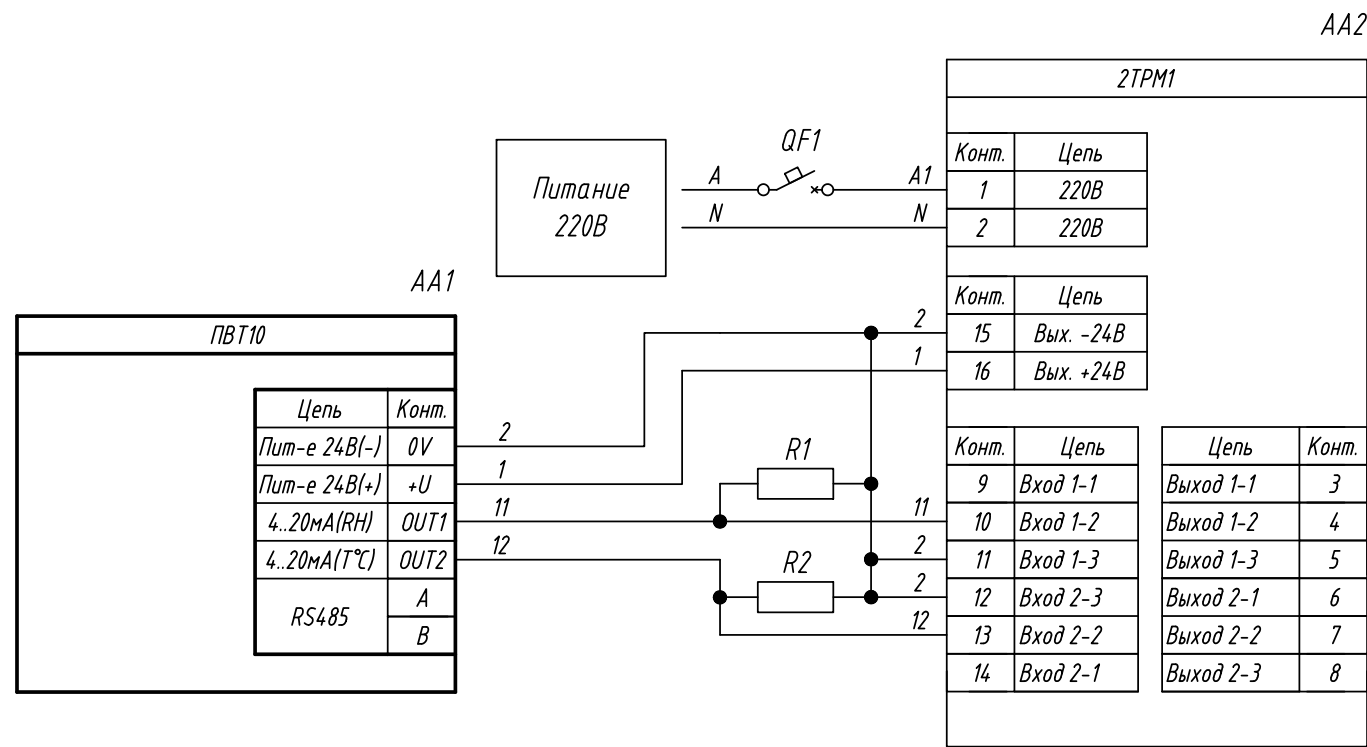 AA2
2ТРМ1
QF1
Питание
220В
A
A1
N
N
Конт. Цепь
1 220В
2 220В
AA1
ПВТ10
Цепь Конт.
Пит-е 24В(-) 0V
Пит-е 24В(+) +U
4..20мА(RH) OUT1
4..20мА(T°C) OUT2
RS485
A
B
2
1
11
12
R1
R2
2
1
11
2
2
12
Конт. Цепь
15 Вых. -24В
16 Вых. +24В
Конт. Цепь
9 Вход 1-1
10 Вход 1-2
11 Вход 1-3
12 Вход 2-3
13 Вход 2-2
14 Вход 2-1
Цепь Конт.
Выход 1-1 3
Выход 1-2 4
Выход 1-3 5
Выход 2-1 6
Выход 2-2 7
Выход 2-3 8